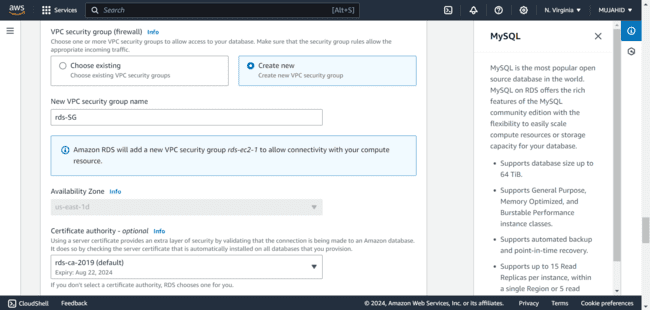 aws
Services
Search
[Alt+S]
N. Virginia
MUJAHID
VPC security group (firewall) Info
Choose one or more VPC security groups to allow access to your database. Make sure that the security group rules allow the
appropriate incoming traffic.
Choose existing
Choose existing VPC security groups
Create new
Create new VPC security group
New VPC security group name
rds-SG
Amazon RDS will add a new VPC security group rds-ec2-1 to allow connectivity with your compute
resource.
Availability Zone Info
us-east-1d
Certificate authority - optional Info
Using a server certificate provides an extra layer of security by validating that the connection is being made to an Amazon database.
It does so by checking the server certificate that is automatically installed on all databases that you provision.
rds-ca-2019 (default)
Expiry: Aug 22, 2024
If you don't select a certificate authority, RDS chooses one for you.
MySQL
MySQL is the most popular open
source database in the world.
MySQL on RDS offers the rich
features of the MySQL
community edition with the
flexibility to easily scale
compute resources or storage
capacity for your database.
• Supports database size up to
64 TiB.
• Supports General Purpose,
Memory Optimized, and
Burstable Performance
instance classes.
• Supports automated backup
and point-in-time recovery.
• Supports up to 15 Read
Replicas per instance, within
a single Region or 5 read
CloudShell
Feedback
© 2024, Amazon Web Services, Inc. or its affiliates.
Privacy
Terms
Cookie preferences